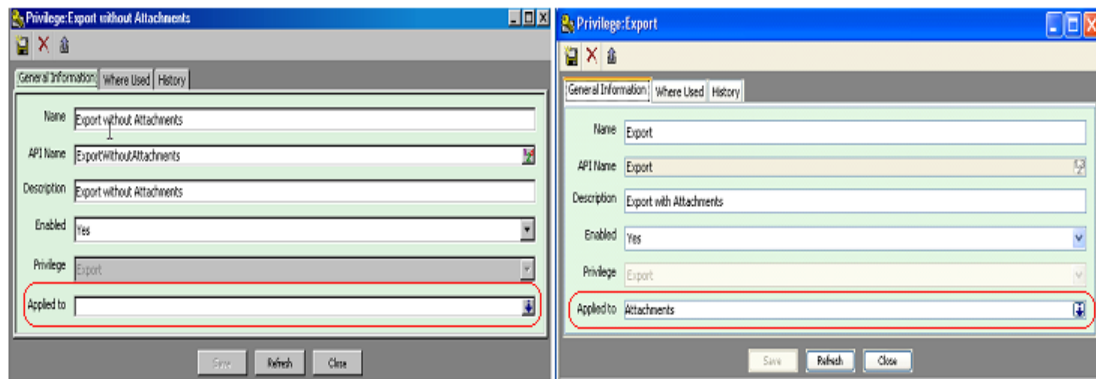 Privilege:Export without Attachments
General Information Where Used History
Name Export without Attachments
API Name ExportWithoutAttachments
Description Export without Attachments
Enabled Yes
Privilege Export
Applied to
Save Refresh Close
Privilege:Export
General Information Where Used History
Name Export
API Name Export
Description Export with Attachments
Enabled Yes
Privilege Export
Applied to Attachments
Save Refresh Close